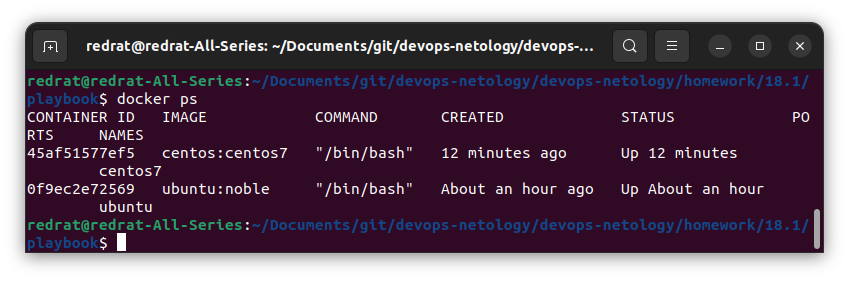 redrat@redrat-All-Series: ~/Documents/git/devops-netology/devops-...
redrat@redrat-All-Series:~/Documents/git/devops-netology/devops-netology/homework/18.1/
playbook$ docker ps
CONTAINER ID   IMAGE            COMMAND       CREATED             STATUS             PO
RTS     NAMES
45af51577ef5   centos:centos7   "/bin/bash"   12 minutes ago      Up 12 minutes
        centos7
0f9ec2e72569   ubuntu:noble     "/bin/bash"   About an hour ago   Up About an hour
        ubuntu
redrat@redrat-All-Series:~/Documents/git/devops-netology/devops-netology/homework/18.1/
playbook$